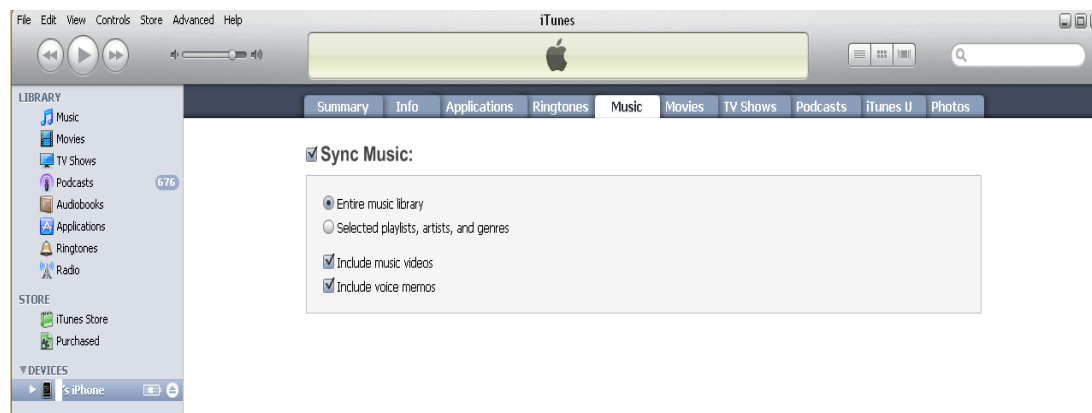 File Edit View Controls Store Advanced Help
iTunes
LIBRARY
Music
Movies
TV Shows
Podcasts 676
Audiobooks
Applications
Ringtones
Radio
STORE
iTunes Store
Purchased
DEVICES
's iPhone
Summary Info Applications Ringtones Music Movies TV Shows Podcasts iTunes U Photos
Sync Music:
Entire music library
Selected playlists, artists, and genres
Include music videos
Include voice memos